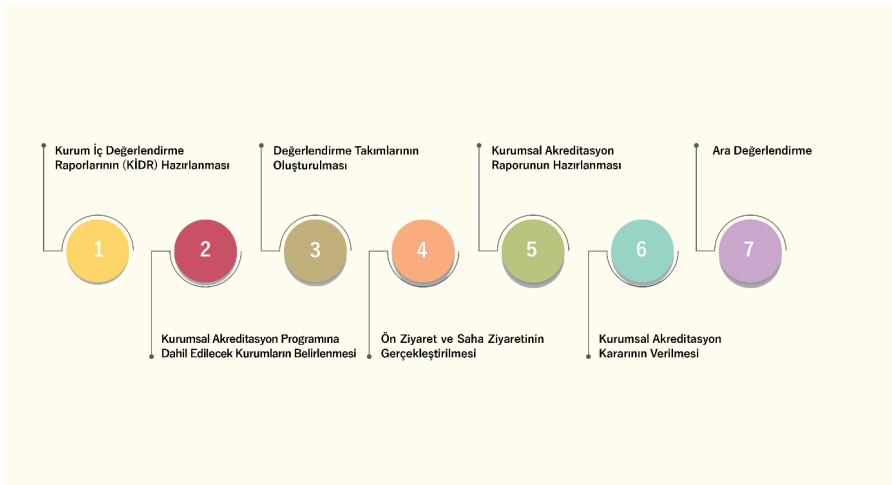 Kurum İç Değerlendirme
Raporlarının (KİDR) Hazırlanması
Değerlendirme Takımlarının
Oluşturulması
Kurumsal Akreditasyon
Raporunun Hazırlanması
Ara Değerlendirme
1
2
3
4
5
6
7
Kurumsal Akreditasyon Programına
Dahil Edilecek Kurumların Belirlenmesi
Ön Ziyaret ve Saha Ziyaretinin
Gerçekleştirilmesi
Kurumsal Akreditasyon
Kararının Verilmesi